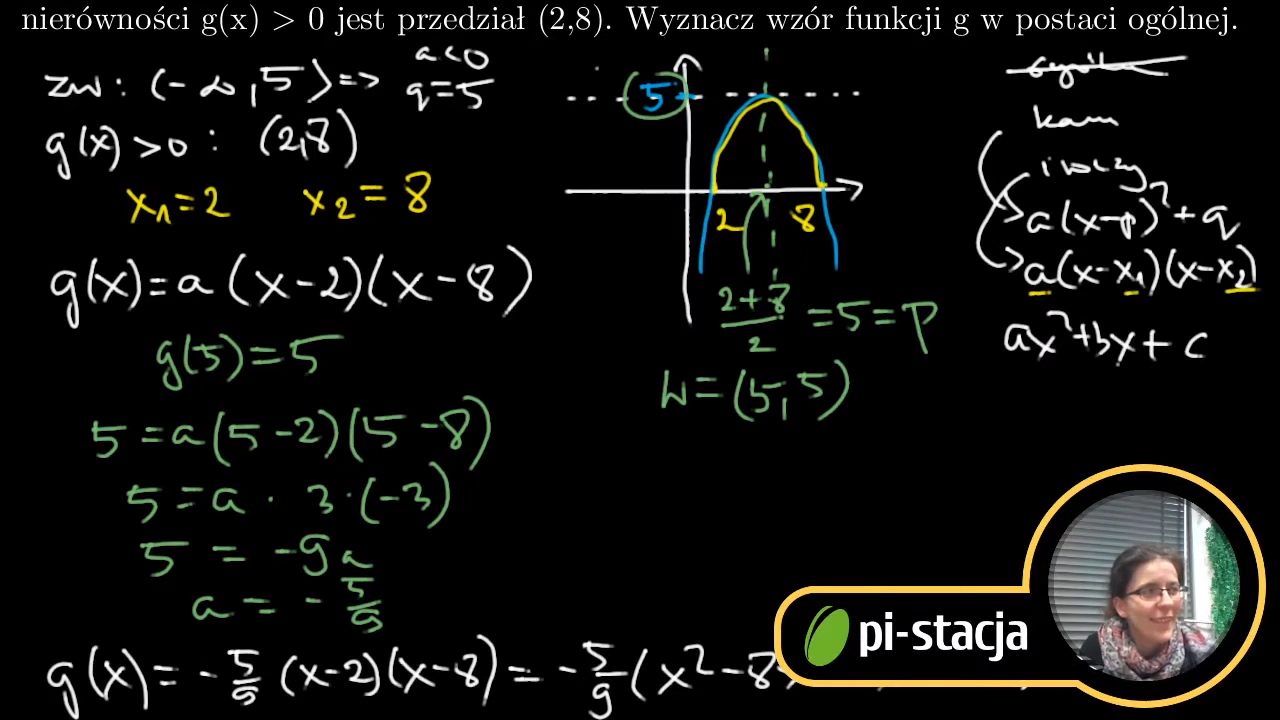 nierówności g(x) > 0 jest przedział (2,8). Wyznacz wzór funkcji g w postaci ogólnej.
zw : (-∞, 5⟩ => a<0
q=5
g(x)>0 : (2,8)
x₁=2 x₂=8
g(x)=a(x-2)(x-8)
g(5)=5
5=a(5-2)(5-8)
5=a · 3·(-3)
5 = -9a
a = -5/9
g(x)= -5/9 (x-2)(x-8) = -5/9 (x²-8
5
2 8
(2+8)/2 =5=p
W=(5,5)
kan
iloczy
a(x-p)²+q
a(x-x₁)(x-x₂)
ax²+bx+c
pi-stacja